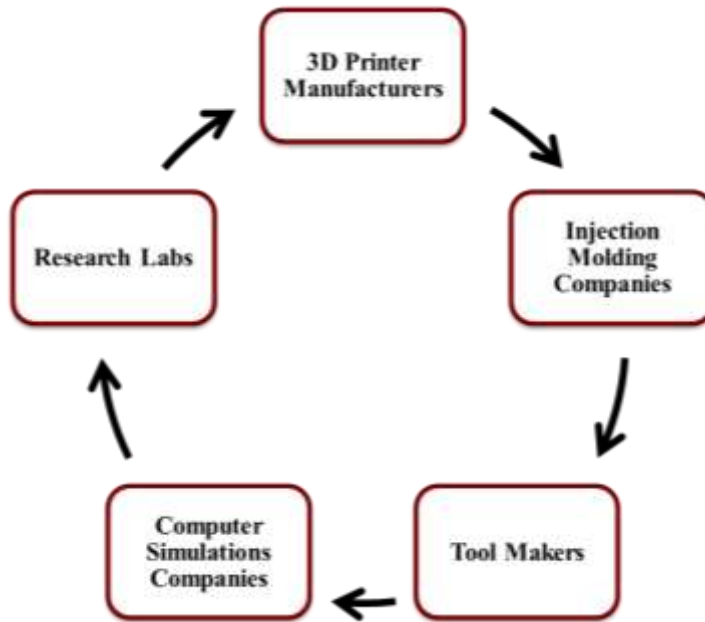 3D Printer
Manufacturers
Injection
Molding
Companies
Tool Makers
Computer
Simulations
Companies
Research Labs